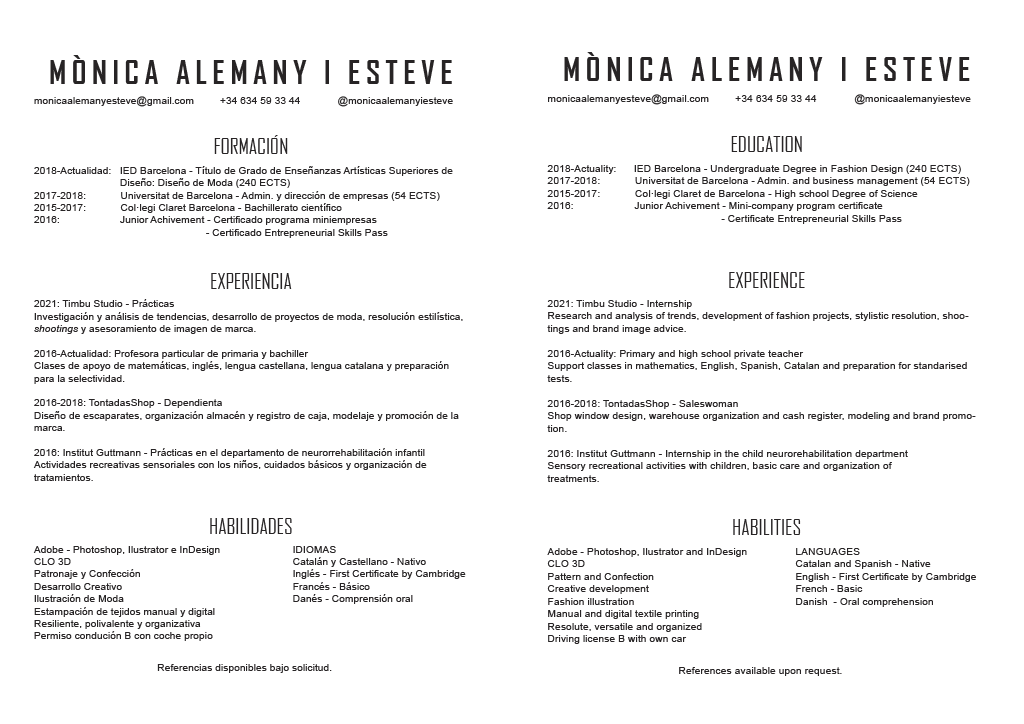 MÒNICA ALEMANY I ESTEVE
monicaalemanyesteve@gmail.com +34 634 59 33 44 @monicaalemanyiesteve
FORMACIÓN
2018-Actualidad: IED Barcelona - Título de Grado de Enseñanzas Artísticas Superiores de
Diseño: Diseño de Moda (240 ECTS)
2017-2018: Universitat de Barcelona - Admin. y dirección de empresas (54 ECTS)
2015-2017: Col·legi Claret Barcelona - Bachillerato científico
2016: Junior Achivement - Certificado programa miniempresas
- Certificado Entrepreneurial Skills Pass
EXPERIENCIA
2021: Timbu Studio - Prácticas
Investigación y análisis de tendencias, desarrollo de proyectos de moda, resolución estilística,
shootings y asesoramiento de imagen de marca.
2016-Actualidad: Profesora particular de primaria y bachiller
Clases de apoyo de matemáticas, inglés, lengua castellana, lengua catalana y preparación
para la selectividad.
2016-2018: TontadasShop - Dependienta
Diseño de escaparates, organización almacén y registro de caja, modelaje y promoción de la
marca.
2016: Institut Guttmann - Prácticas en el departamento de neurorrehabilitación infantil
Actividades recreativas sensoriales con los niños, cuidados básicos y organización de
tratamientos.
HABILIDADES
Adobe - Photoshop, Ilustrator e InDesign
CLO 3D
Patronaje y Confección
Desarrollo Creativo
Ilustración de Moda
Estampación de tejidos manual y digital
Resiliente, polivalente y organizativa
Permiso condución B con coche propio
IDIOMAS
Catalán y Castellano - Nativo
Inglés - First Certificate by Cambridge
Francés - Básico
Danés - Comprensión oral
Referencias disponibles bajo solicitud.
MÒNICA ALEMANY I ESTEVE
monicaalemanyesteve@gmail.com +34 634 59 33 44 @monicaalemanyiesteve
EDUCATION
2018-Actuality: IED Barcelona - Undergraduate Degree in Fashion Design (240 ECTS)
2017-2018: Universitat de Barcelona - Admin. and business management (54 ECTS)
2015-2017: Col·legi Claret de Barcelona - High school Degree of Science
2016: Junior Achivement - Mini-company program certificate
- Certificate Entrepreneurial Skills Pass
EXPERIENCE
2021: Timbu Studio - Internship
Research and analysis of trends, development of fashion projects, stylistic resolution, shoo-
tings and brand image advice.
2016-Actuality: Primary and high school private teacher
Support classes in mathematics, English, Spanish, Catalan and preparation for standarised
tests.
2016-2018: TontadasShop - Saleswoman
Shop window design, warehouse organization and cash register, modeling and brand promo-
tion.
2016: Institut Guttmann - Internship in the child neurorehabilitation department
Sensory recreational activities with children, basic care and organization of
treatments.
HABILITIES
Adobe - Photoshop, Ilustrator and InDesign
CLO 3D
Pattern and Confection
Creative development
Fashion illustration
Manual and digital textile printing
Resolute, versatile and organized
Driving license B with own car
LANGUAGES
Catalan and Spanish - Native
English - First Certificate by Cambridge
French - Basic
Danish - Oral comprehension
References available upon request.